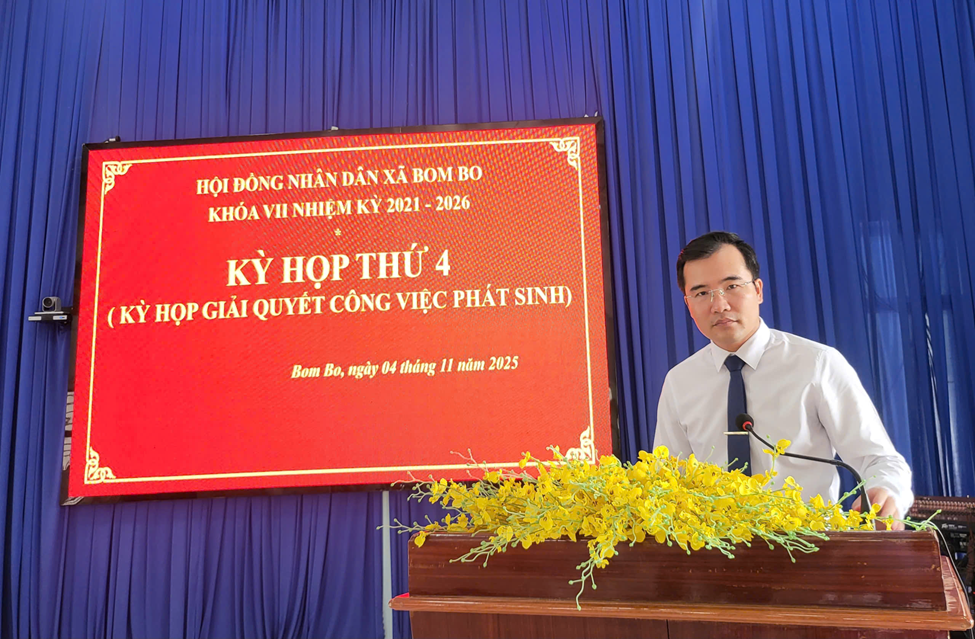 HỘI ĐỒNG NHÂN DÂN XÃ BOM BO
KHÓA VII NHIỆM KỲ 2021 - 2026
*
KỲ HỌP THỨ 4
( KỲ HỌP GIẢI QUYẾT CÔNG VIỆC PHÁT SINH)
Bom Bo, ngày 04 tháng 11 năm 2025